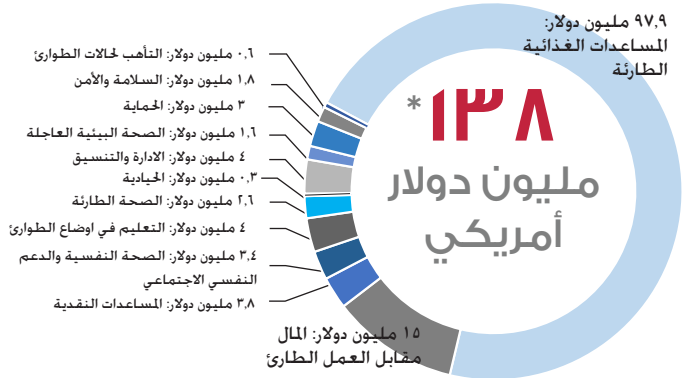 ٩٧,٩ مليون دولار:
المساعدات الغذائية
الطارئة
٠,٦ مليون دولار: التأهب لحالات الطوارئ
١,٨ مليون دولار: السلامة والأمن
٣ مليون دولار: الحماية
١,٦ مليون دولار: الصحة البيئية العاجلة
٤ مليون دولار: الادارة والتنسيق
٠,٣ مليون دولار: الحيادية
٢,٦ مليون دولار: الصحة الطارئة
٤ مليون دولار: التعليم في اوضاع الطوارئ
٣,٤ مليون دولار: الصحة النفسية والدعم
النفسي الاجتماعي
٣,٨ مليون دولار: المساعدات النقدية
١٥ مليون دولار: المال
مقابل العمل الطارئ
١٣٨*
مليون دولار
أمريكي